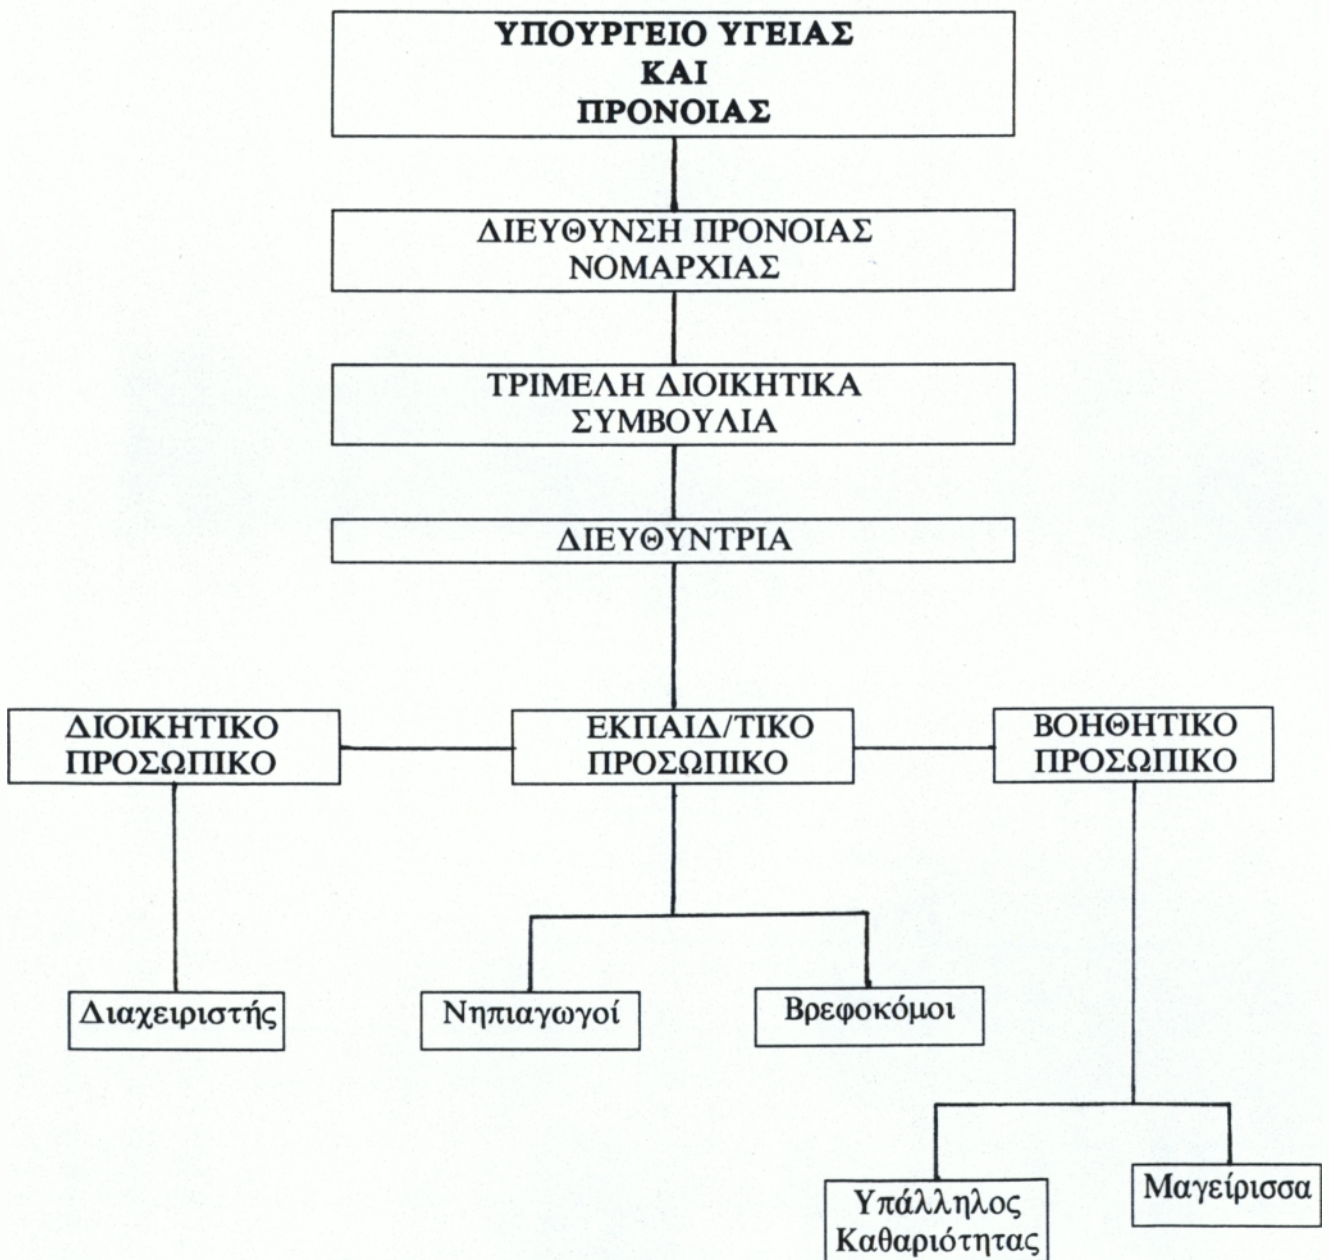 ΥΠΟΥΡΓΕΙΟ ΥΓΕΙΑΣ
ΚΑΙ
ΠΡΟΝΟΙΑΣ
ΔΙΕΥΘΥΝΣΗ ΠΡΟΝΟΙΑΣ
ΝΟΜΑΡΧΙΑΣ
ΤΡΙΜΕΛΗ ΔΙΟΙΚΗΤΙΚΑ
ΣΥΜΒΟΥΛΙΑ
ΔΙΕΥΘΥΝΤΡΙΑ
ΔΙΟΙΚΗΤΙΚΟ
ΠΡΟΣΩΠΙΚΟ
ΕΚΠΑΙΔ/ΤΙΚΟ
ΠΡΟΣΩΠΙΚΟ
ΒΟΗΘΗΤΙΚΟ
ΠΡΟΣΩΠΙΚΟ
Διαχειριστής
Νηπιαγωγοί
Βρεφοκόμοι
Υπάλληλος
Καθαριότητας
Μαγείρισσα